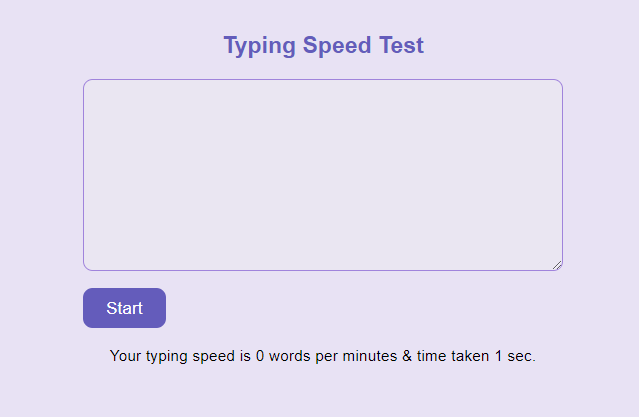 Typing Speed Test
Start
Your typing speed is 0 words per minutes & time taken 1 sec.